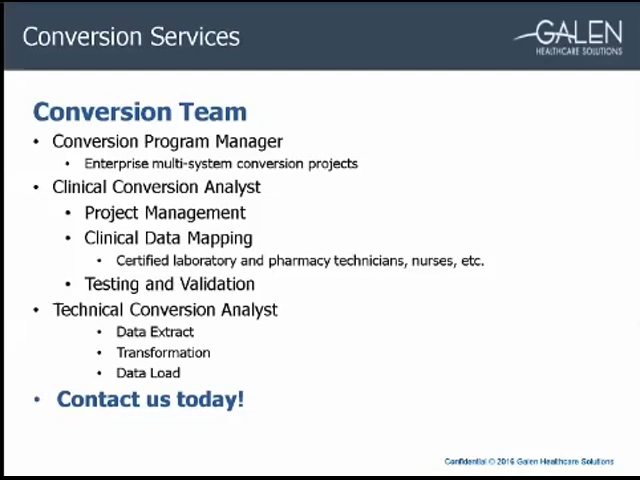 Conversion Services
GALEN
HEALTHCARE SOLUTIONS
Conversion Team
• Conversion Program Manager
• Enterprise multi-system conversion projects
• Clinical Conversion Analyst
• Project Management
• Clinical Data Mapping
• Certified laboratory and pharmacy technicians, nurses, etc.
• Testing and Validation
• Technical Conversion Analyst
• Data Extract
• Transformation
• Data Load
• Contact us today!
Confidential © 2016 Galen Healthcare Solutions